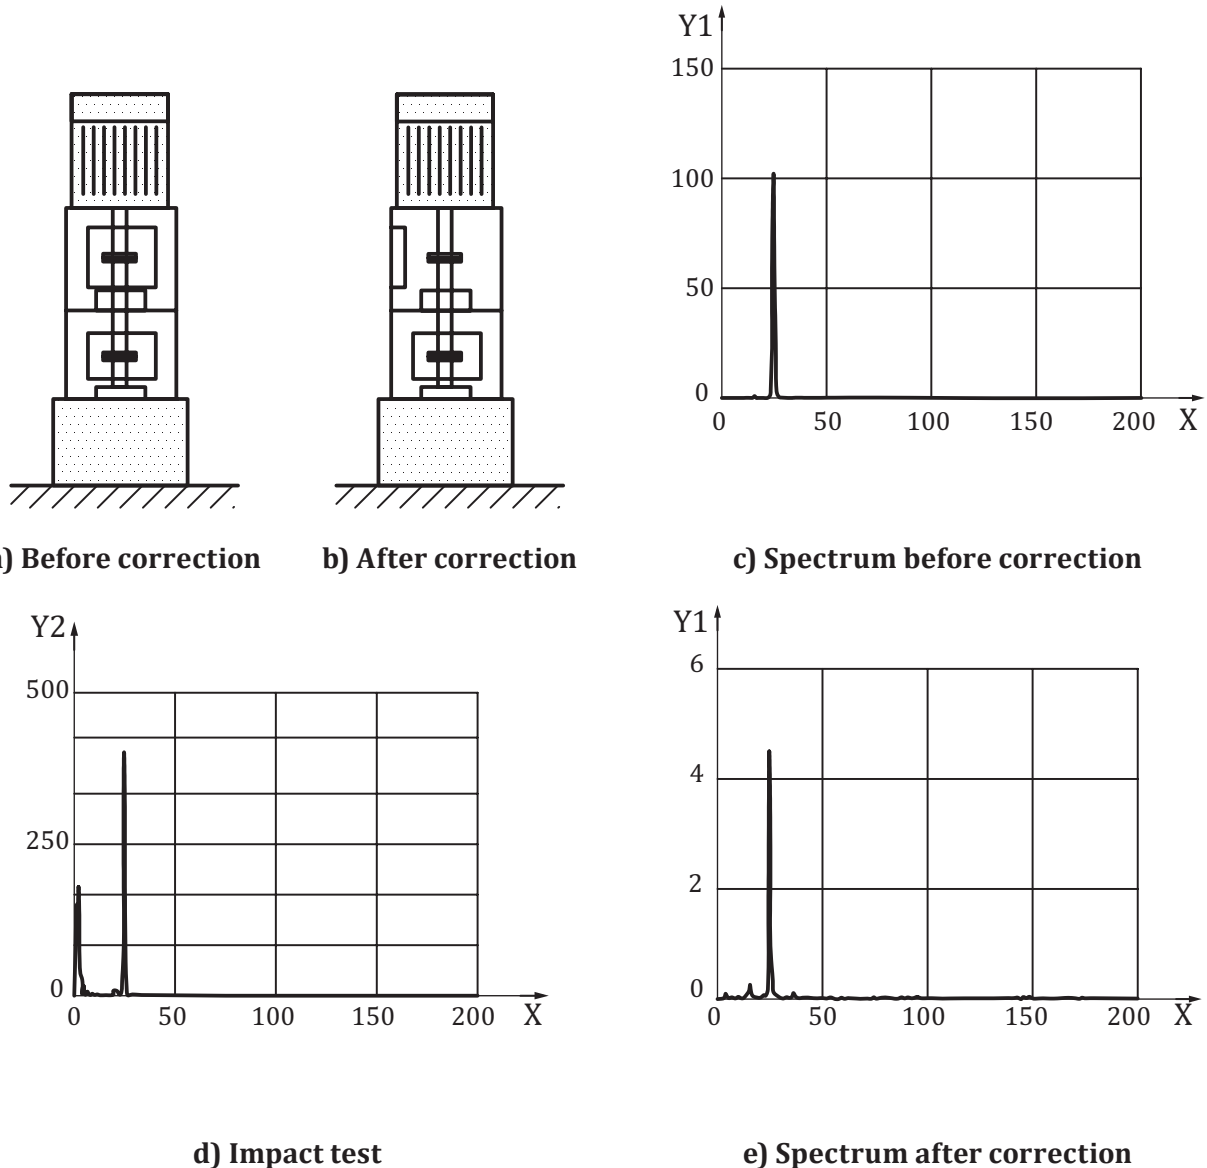 Y1
150
100
50
0
0 50 100 150 200 X
) Before correction
b) After correction
c) Spectrum before correction
Y2
500
250
0
0 50 100 150 200 X
Y1
6
4
2
0
0 50 100 150 200 X
d) Impact test
e) Spectrum after correction